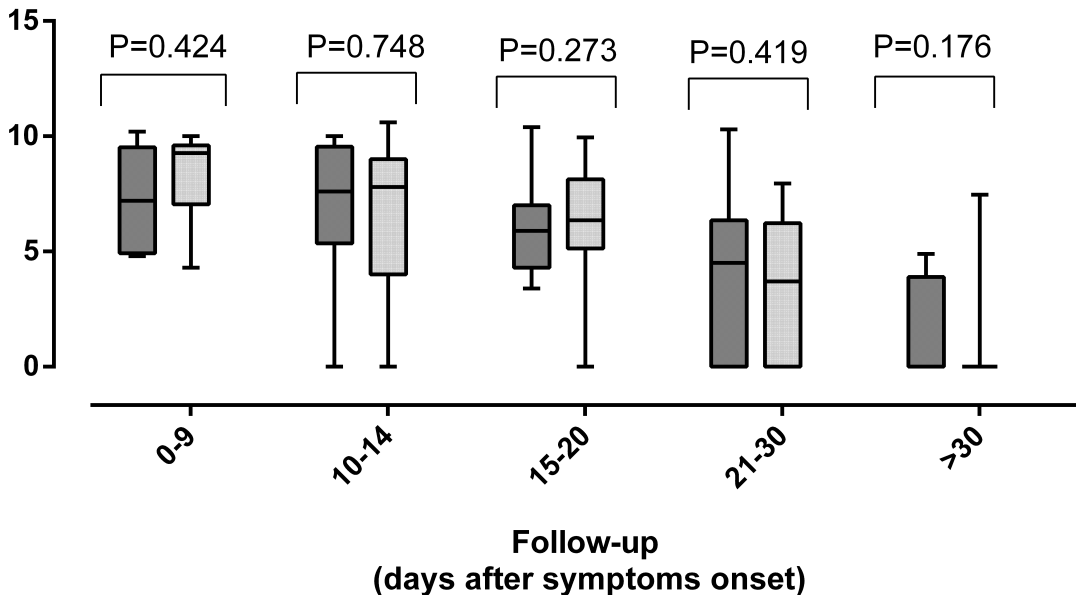 15
P=0.424
P=0.748
P=0.273
P=0.419
P=0.176
10
5
0
0-9
10-14
15-20
21-30
>30
Follow-up
(days after symptoms onset)